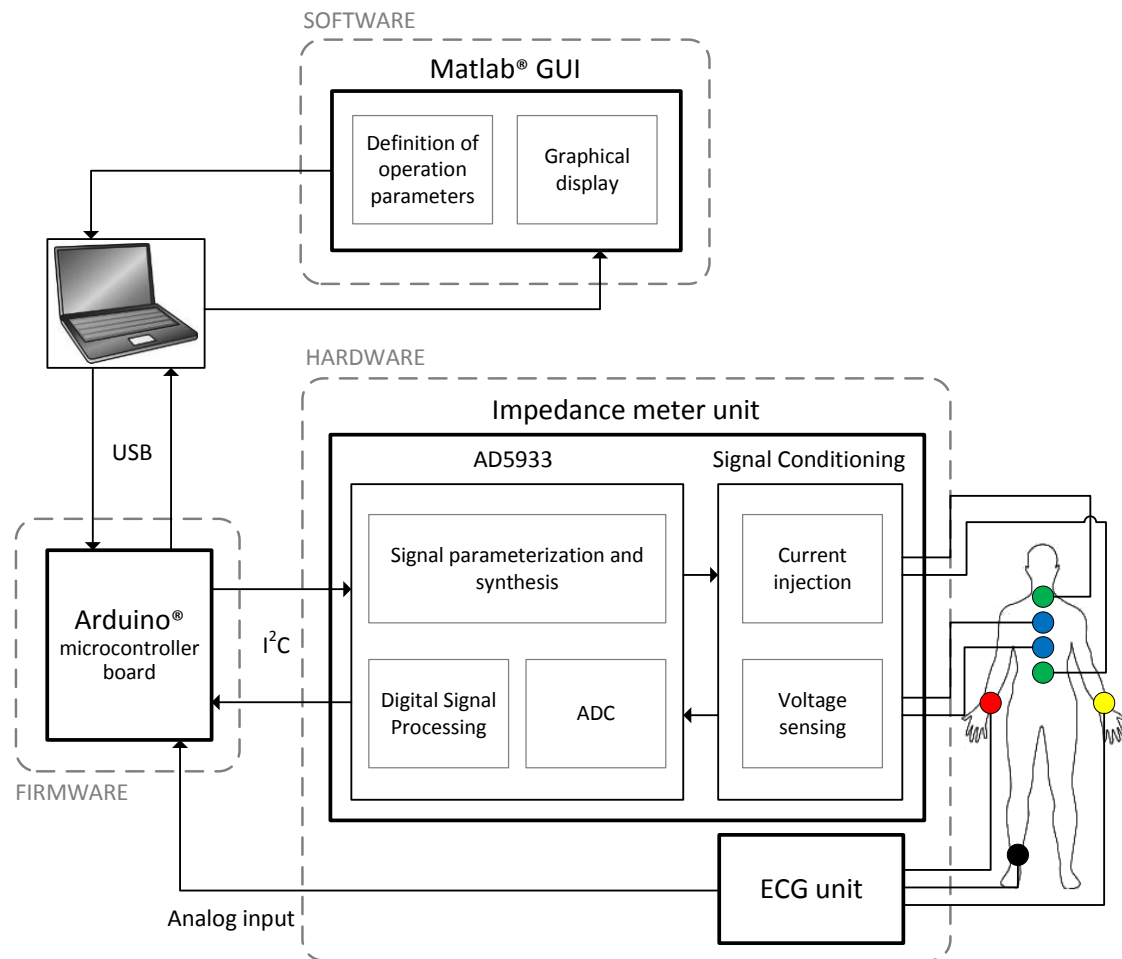 SOFTWARE
Matlab® GUI
Definition of
operation
parameters
Graphical
display
HARDWARE
Impedance meter unit
USB
AD5933
Signal Conditioning
Signal parameterization and
synthesis
Current
injection
Arduino®
microcontroller
board
I²C
Digital Signal
Processing
ADC
Voltage
sensing
FIRMWARE
ECG unit
Analog input